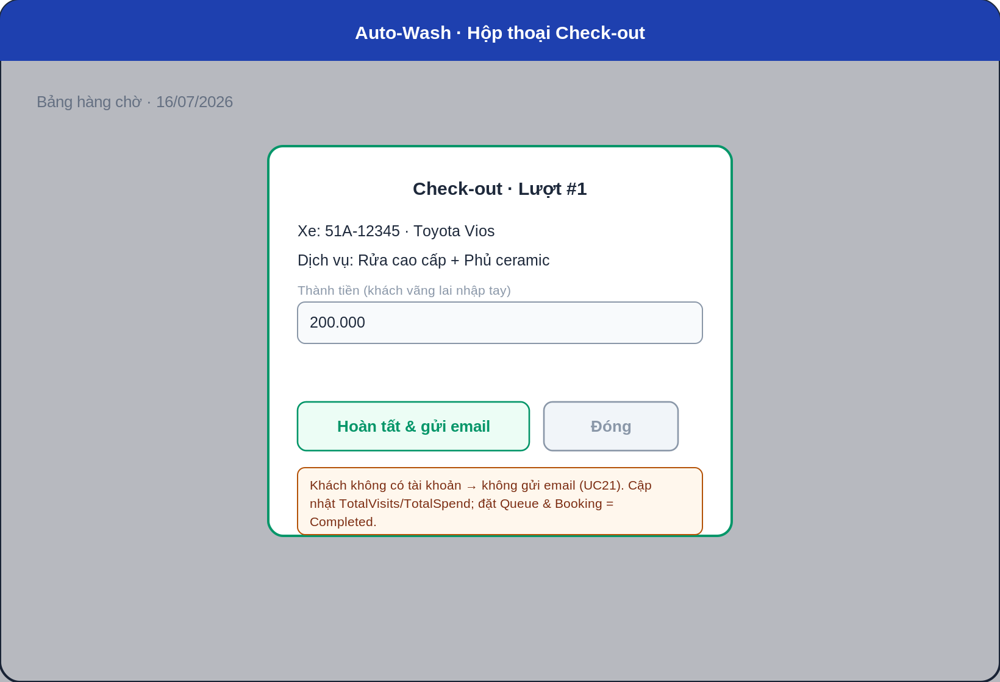 Auto-Wash · Hộp thoại Check-out
Bảng hàng chờ · 16/07/2026
Check-out · Lượt #1
Xe: 51A-12345 · Toyota Vios
Dịch vụ: Rửa cao cấp + Phủ ceramic
Thành tiền (khách vãng lai nhập tay)
200.000
Hoàn tất & gửi email
Đóng
Khách không có tài khoản → không gửi email (UC21). Cập
nhật TotalVisits/TotalSpend; đặt Queue & Booking =
Completed.